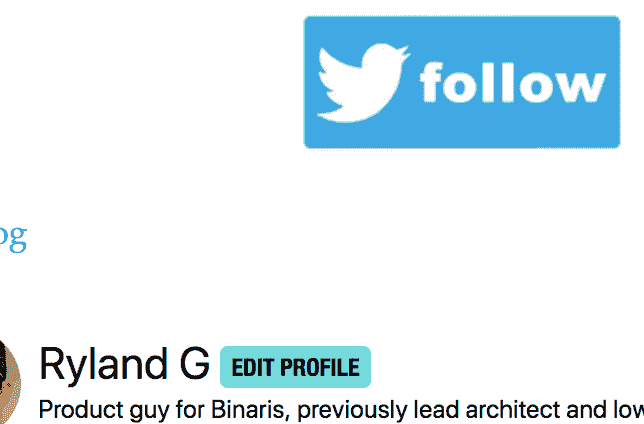 follow
og
Ryland G EDIT PROFILE
Product guy for Binaris, previously lead architect and low